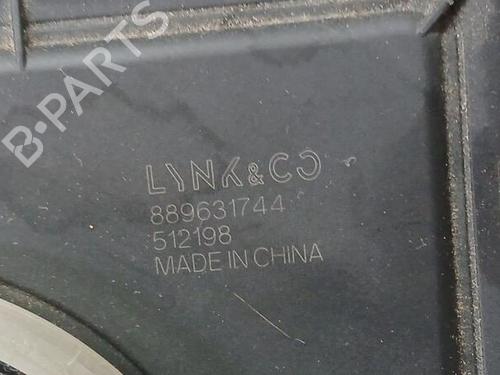 B-PARTS
LYNK&CO
889631744
512198
MADE IN CHINA